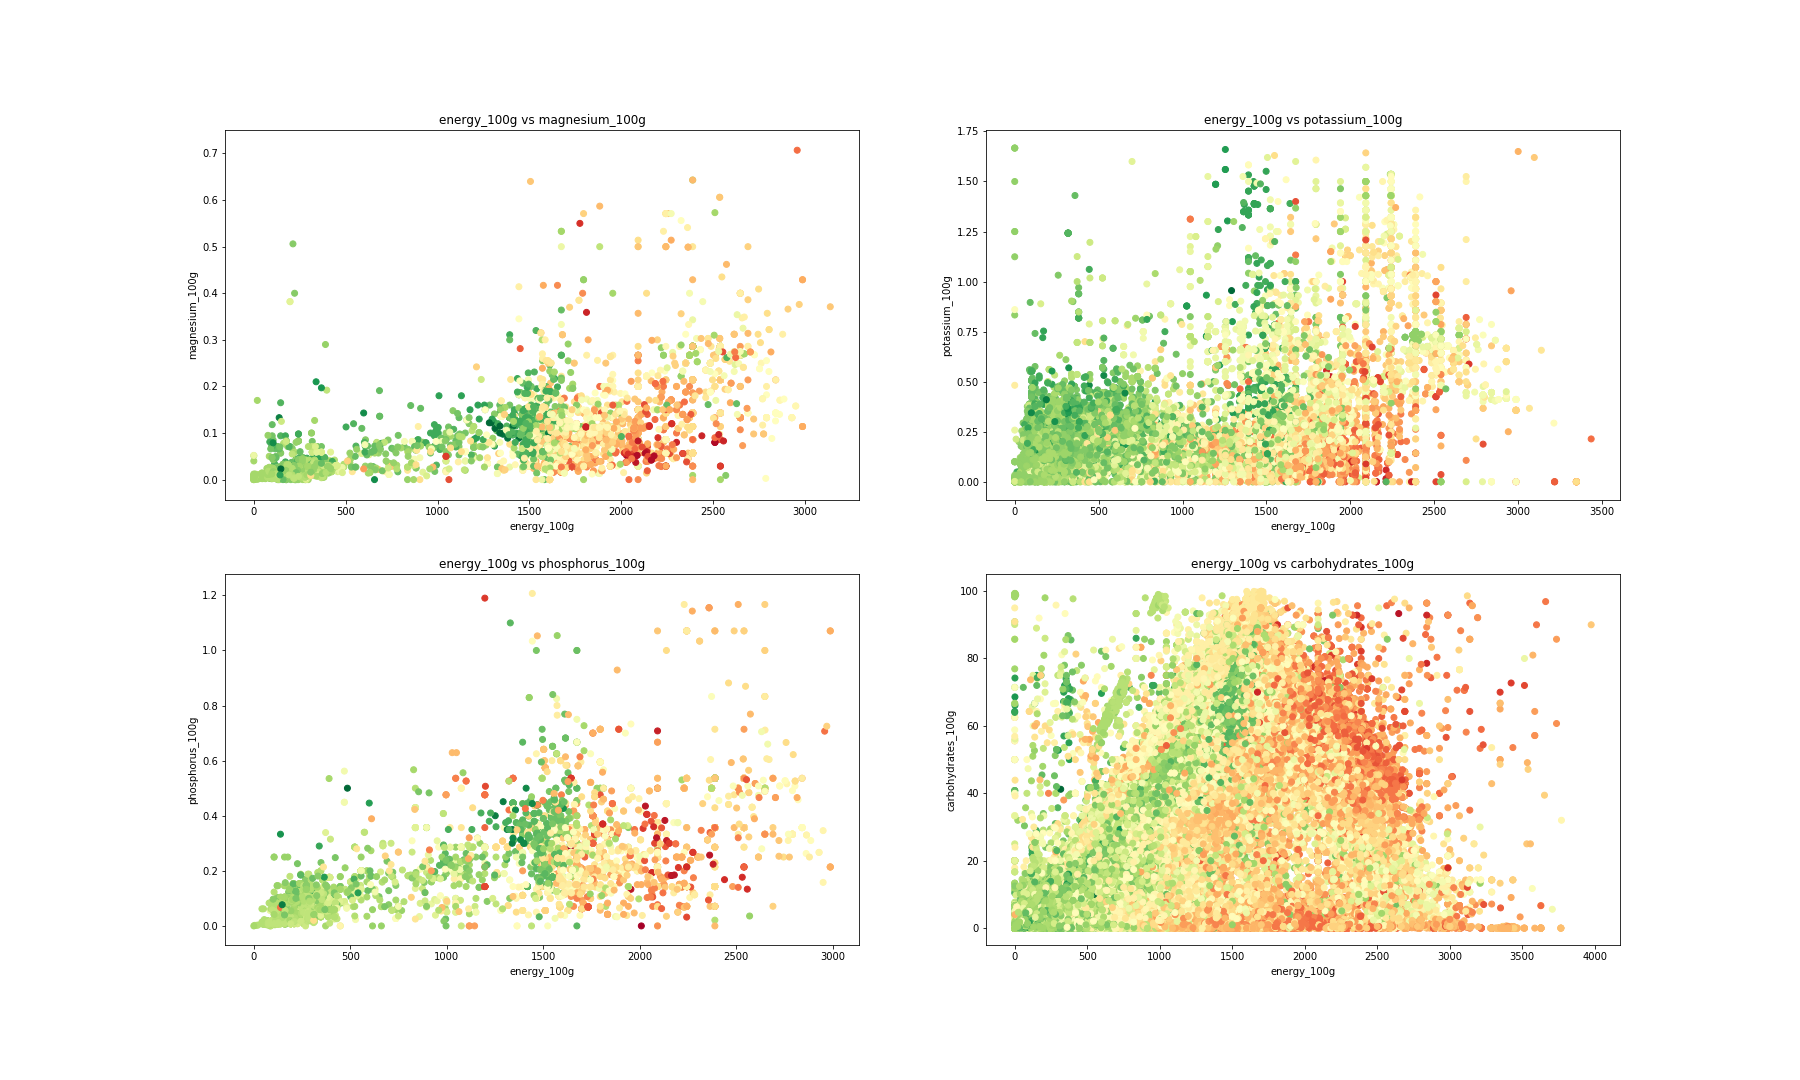 energy_100g vs magnesium_100g
0.7
0.6
0.5
0.4
0.3
0.2
0.1
0.0
magnesium_100g
0 500 1000 1500 2000 2500 3000
energy_100g
energy_100g vs potassium_100g
1.75
1.50
1.25
1.00
0.75
0.50
0.25
0.00
potassium_100g
0 500 1000 1500 2000 2500 3000 3500
energy_100g
energy_100g vs phosphorus_100g
1.2
1.0
0.8
0.6
0.4
0.2
0.0
phosphorus_100g
0 500 1000 1500 2000 2500 3000
energy_100g
energy_100g vs carbohydrates_100g
100
80
60
40
20
0
carbohydrates_100g
0 500 1000 1500 2000 2500 3000 3500 4000
energy_100g